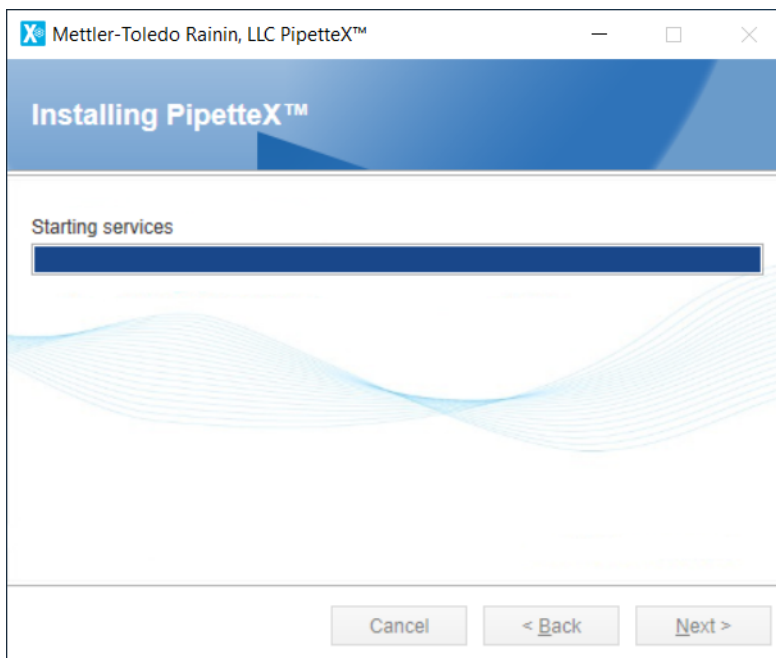 Mettler-Toledo Rainin, LLC PipetteX™
Installing PipetteX™
Starting services
Cancel
< Back
Next >